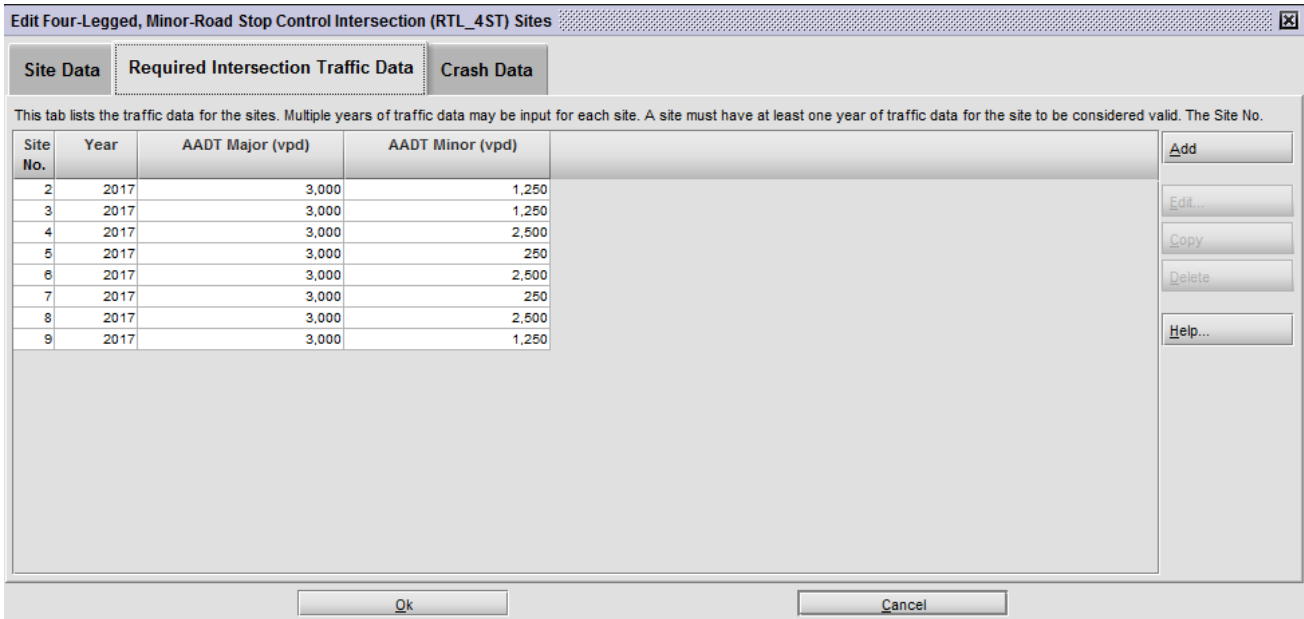 Edit Four-Legged, Minor-Road Stop Control Intersection (RTL_4ST) Sites
Site Data Required Intersection Traffic Data Crash Data
This tab lists the traffic data for the sites. Multiple years of traffic data may be input for each site. A site must have at least one year of traffic data for the site to be considered valid. The Site No.
Site No. Year AADT Major (vpd) AADT Minor (vpd)
2 2017 3,000 1,250
3 2017 3,000 1,250
4 2017 3,000 2,500
5 2017 3,000 250
6 2017 3,000 2,500
7 2017 3,000 250
8 2017 3,000 2,500
9 2017 3,000 1,250
Add
Edit...
Copy
Delete
Help...
Ok Cancel